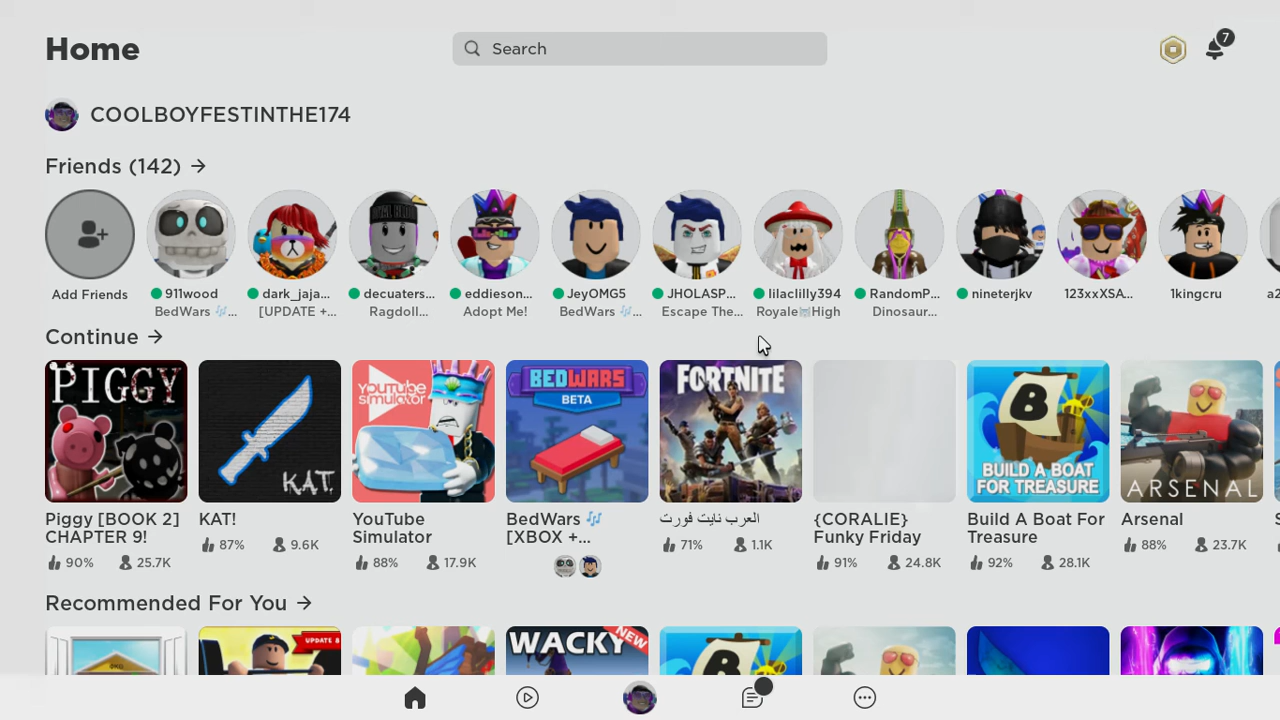 Home
Search
7
COOLBOYFESTINTHE174
Friends (142)
Add Friends
911wood
BedWars 🎶...
dark_jaja...
[UPDATE +...
decuaters...
Ragdoll...
eddieson...
Adopt Me!
JeyOMG5
BedWars 🎶...
JHOLASP...
Escape The...
lilaclilly394
Royale High
RandomP...
Dinosaur...
nineterjkv
123xxXSA...
1kingcru
Continue
PIGGY
KAT.
YOUTUBE
simulator
BEDWARS
BETA
FORTNITE
B
BUILD A BOAT
FOR TREASURE
ARSENAL
Piggy [BOOK 2]
CHAPTER 9!
90% 25.7K
KAT!
87% 9.6K
YouTube
Simulator
88% 17.9K
BedWars 🎶
[XBOX +...
العرب نايت فورت
71% 1.1K
{CORALIE}
Funky Friday
91% 24.8K
Build A Boat For
Treasure
92% 28.1K
Arsenal
88% 23.7K
Recommended For You
UPDATE 8
WACKY
NEW
B